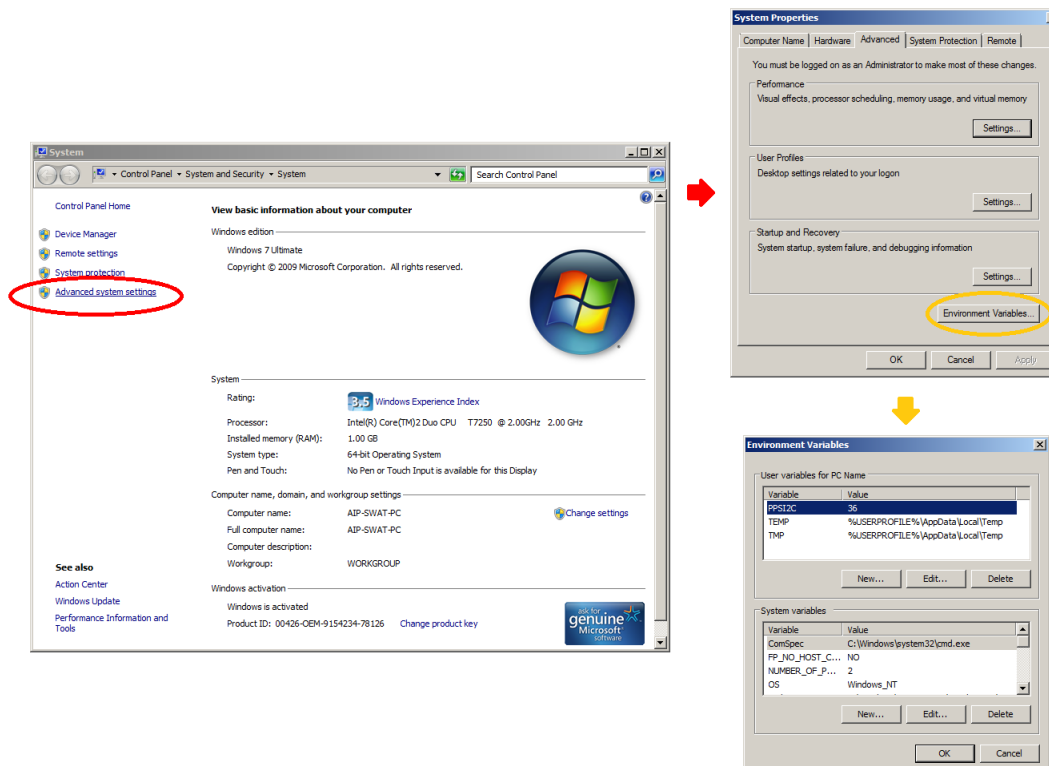 System
Control Panel
System and Security
System
Search Control Panel
Control Panel Home
Device Manager
Remote settings
System protection
Advanced system settings
See also
Action Center
Windows Update
Performance Information and
Tools
View basic information about your computer
Windows edition
Windows 7 Ultimate
Copyright © 2009 Microsoft Corporation. All rights reserved.
System
Rating: 3,5 Windows Experience Index
Processor: Intel(R) Core(TM)2 Duo CPU T7250 @ 2.00GHz 2.00 GHz
Installed memory (RAM): 1.00 GB
System type: 64-bit Operating System
Pen and Touch: No Pen or Touch Input is available for this Display
Computer name, domain, and workgroup settings
Computer name: AIP-SWAT-PC Change settings
Full computer name: AIP-SWAT-PC
Computer description:
Workgroup: WORKGROUP
Windows activation
Windows is activated
Product ID: 00426-OEM-9154234-78126 Change product key
ask for
genuine
Microsoft
software
System Properties
Computer Name Hardware Advanced System Protection Remote
You must be logged on as an Administrator to make most of these changes.
Performance
Visual effects, processor scheduling, memory usage, and virtual memory
Settings...
User Profiles
Desktop settings related to your logon
Settings...
Startup and Recovery
System startup, system failure, and debugging information
Settings...
Environment Variables...
OK Cancel Apply
Environment Variables
User variables for PC Name
Variable Value
PPSI2C 36
TEMP %USERPROFILE%\AppData\Local\Temp
TMP %USERPROFILE%\AppData\Local\Temp
New... Edit... Delete
System variables
Variable Value
ComSpec C:\Windows\system32\cmd.exe
FP_NO_HOST_C... NO
NUMBER_OF_P... 2
OS Windows_NT
New... Edit... Delete
OK Cancel